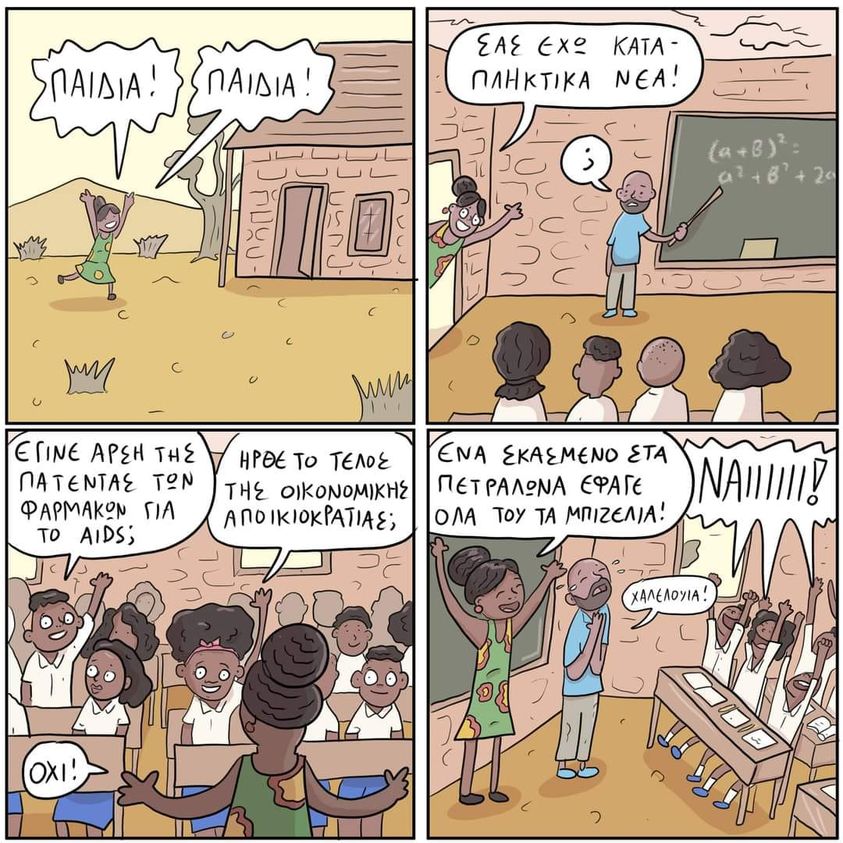 ΠΑΙΔΙΑ!
ΠΑΙΔΙΑ!
ΣΑΣ ΕΧΩ ΚΑΤΑ-
ΠΛΗΚΤΙΚΑ ΝΕΑ!
;
(α+β)²=
α²+β²+2α
ΕΓΙΝΕ ΑΡΣΗ ΤΗΣ
ΠΑΤΕΝΤΑΣ ΤΩΝ
ΦΑΡΜΑΚΩΝ ΓΙΑ
ΤΟ AIDS;
ΗΡΘΕ ΤΟ ΤΕΛΟΣ
ΤΗΣ ΟΙΚΟΝΟΜΙΚΗΣ
ΑΠΟΙΚΙΟΚΡΑΤΙΑΣ;
ΟΧΙ!
ΕΝΑ ΣΚΑΣΜΕΝΟ ΣΤΑ
ΠΕΤΡΑΛΩΝΑ ΕΦΑΓΕ
ΟΛΑ ΤΟΥ ΤΑ ΜΠΙΖΕΛΙΑ!
ΝΑΙΙΙΙΙΙ!
ΧΑΛΕΛΟΥΙΑ!